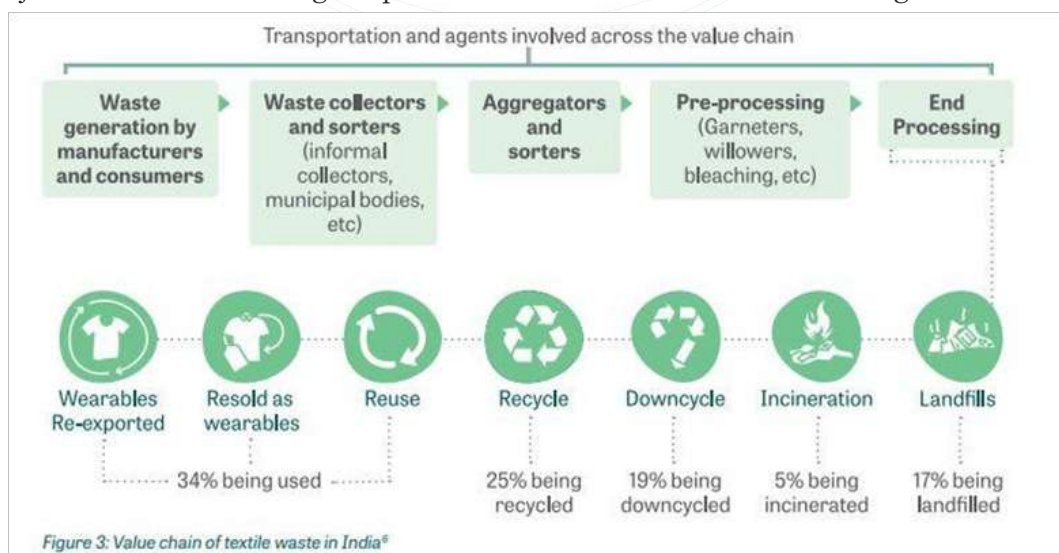 Transportation and agents involved across the value chain
Waste
generation by
manufacturers
and consumers
Waste collectors
and sorters
(informal
collectors,
municipal bodies,
etc)
Aggregators
and
sorters
Pre-processing
(Garneters,
willowers,
bleaching, etc)
End
Processing
Wearables
Re-exported
Resold as
wearables
Reuse
Recycle
Downcycle
Incineration
Landfills
34% being used
25% being
recycled
19% being
downcycled
5% being
incinerated
17% being
landfilled
Figure 3: Value chain of textile waste in India⁶